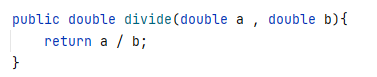 public double divide(double a , double b){
    return a / b;
}